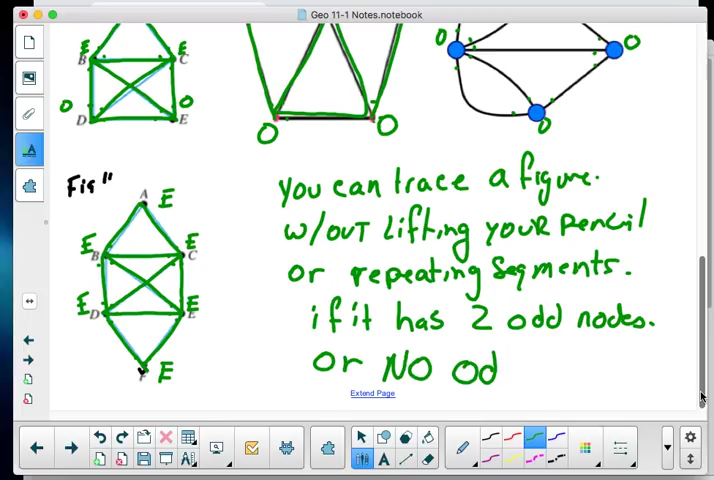 Geo 11-1 Notes.notebook
E E
B C
O O
D E
O O
O O
O
Fig"
A E
E E
B C
E E
D E
F E
you can trace a figure.
w/out lifting your pencil
or repeating segments.
if it has 2 odd nodes.
or NO Od
Extend Page